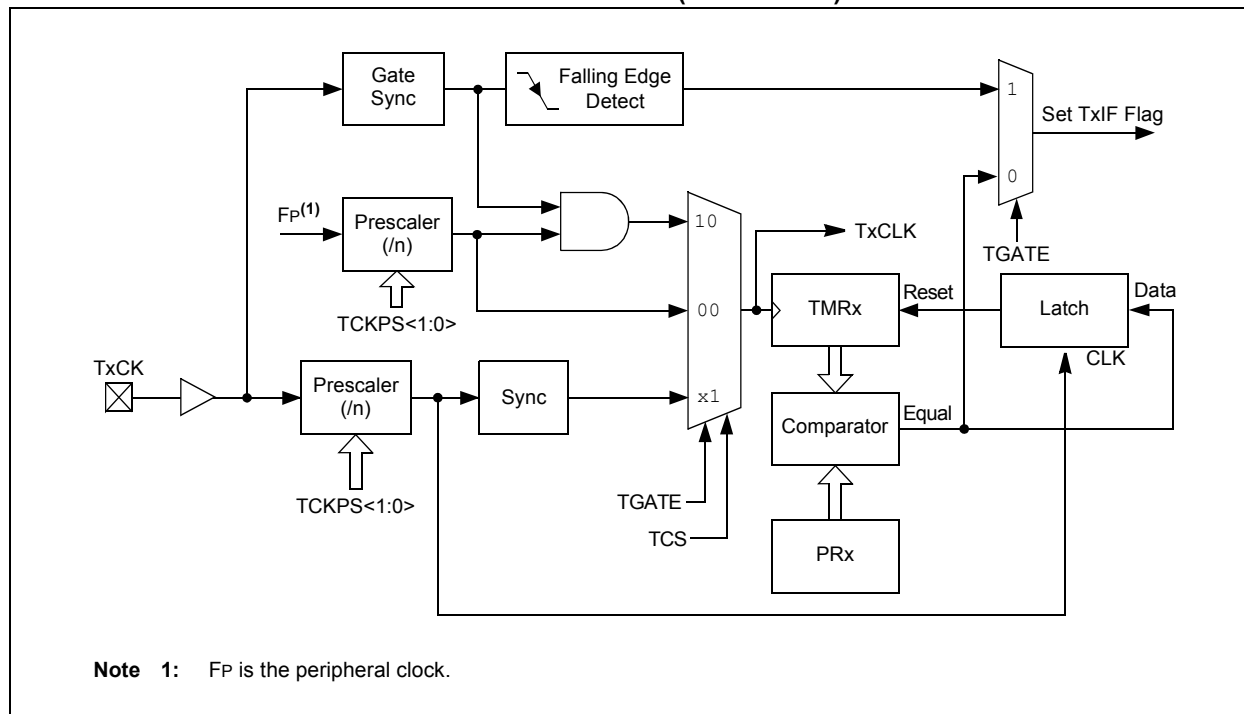 Gate
Sync
Falling Edge
Detect
1
Set TxIF Flag
0
TGATE
FP(1)
Prescaler
(/n)
TCKPS<1:0>
10
00
x1
TxCLK
TMRx
Reset
Latch
Data
CLK
TxCK
Prescaler
(/n)
TCKPS<1:0>
Sync
Comparator
Equal
TGATE
TCS
PRx
Note 1: FP is the peripheral clock.